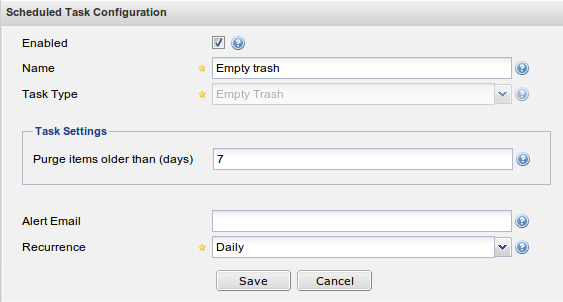 Scheduled Task Configuration
Enabled
Name Empty trash
Task Type Empty Trash
Task Settings
Purge items older than (days) 7
Alert Email
Recurrence Daily
Save Cancel